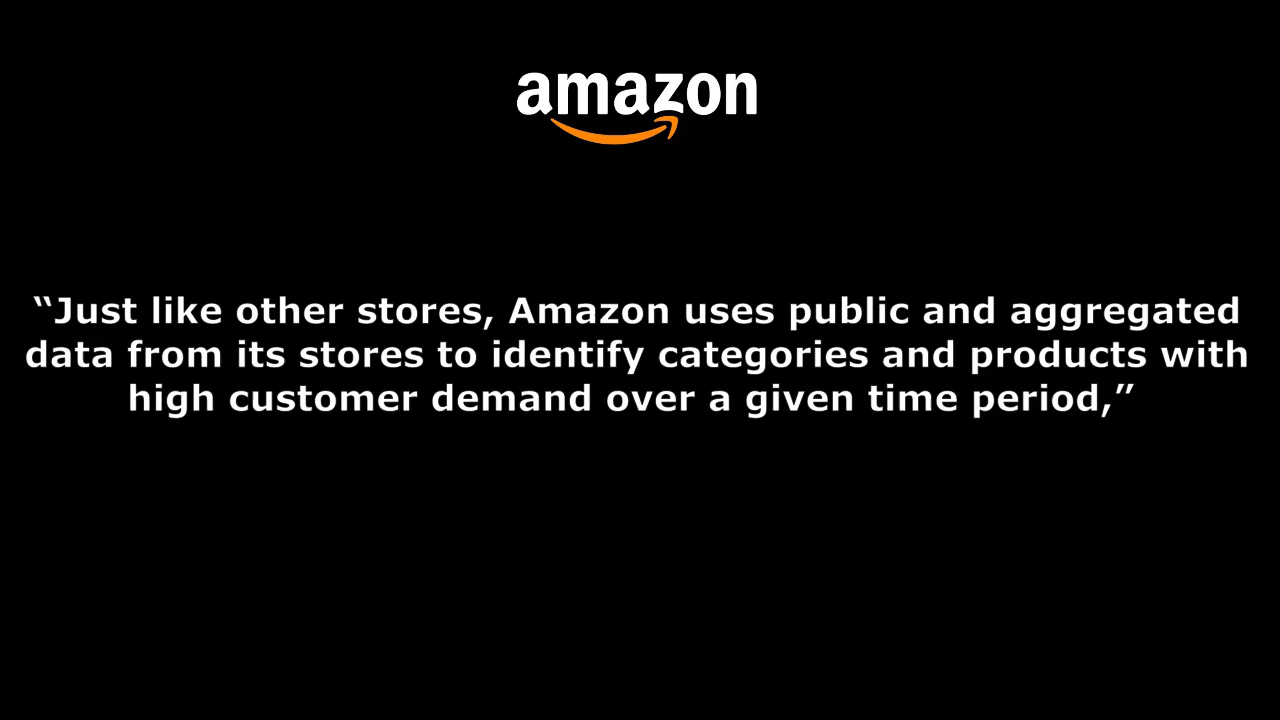 amazon
“Just like other stores, Amazon uses public and aggregated
data from its stores to identify categories and products with
high customer demand over a given time period,”